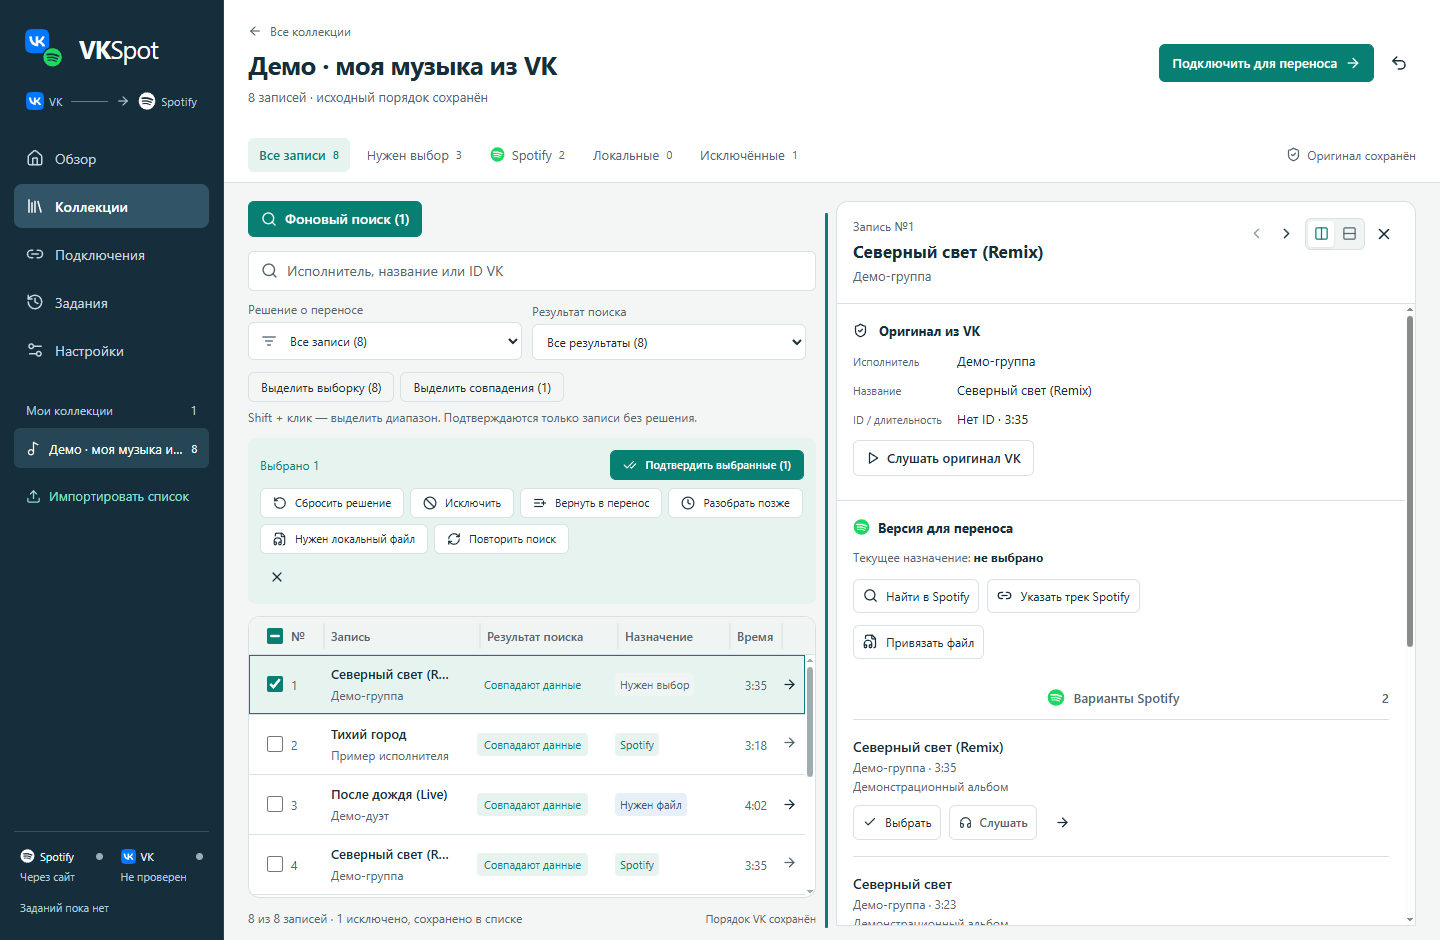 VKSpot
VK → Spotify
Обзор
Коллекции
Подключения
Задания
Настройки
Мои коллекции 1
Демо · моя музыка и... 8
Импортировать список
Spotify
Через сайт
VK
Не проверен
Заданий пока нет
← Все коллекции
Демо · моя музыка из VK
8 записей · исходный порядок сохранён
Подключить для переноса →
Все записи 8
Нужен выбор 3
Spotify 2
Локальные 0
Исключённые 1
Оригинал сохранён
Фоновый поиск (1)
Исполнитель, название или ID VK
Решение о переносе
Все записи (8)
Результат поиска
Все результаты (8)
Выделить выборку (8)
Выделить совпадения (1)
Shift + клик — выделить диапазон. Подтверждаются только записи без решения.
Выбрано 1
Подтвердить выбранные (1)
Сбросить решение
Исключить
Вернуть в перенос
Разобрать позже
Нужен локальный файл
Повторить поиск
№ Запись Результат поиска Назначение Время
1 Северный свет (R... Совпадают данные Нужен выбор 3:35
Демо-группа
2 Тихий город Совпадают данные Spotify 3:18
Пример исполнителя
3 После дождя (Live) Совпадают данные Нужен файл 4:02
Демо-дуэт
4 Северный свет (R... Совпадают данные Spotify 3:35
Демо-группа
8 из 8 записей · 1 исключено, сохранено в списке
Порядок VK сохранён
Запись №1
Северный свет (Remix)
Демо-группа
Оригинал из VK
Исполнитель Демо-группа
Название Северный свет (Remix)
ID / длительность Нет ID · 3:35
Слушать оригинал VK
Версия для переноса
Текущее назначение: не выбрано
Найти в Spotify
Указать трек Spotify
Привязать файл
Варианты Spotify 2
Северный свет (Remix)
Демо-группа · 3:35
Демонстрационный альбом
Выбрать
Слушать
Северный свет
Демо-группа · 3:23
Демонстрационный альбом